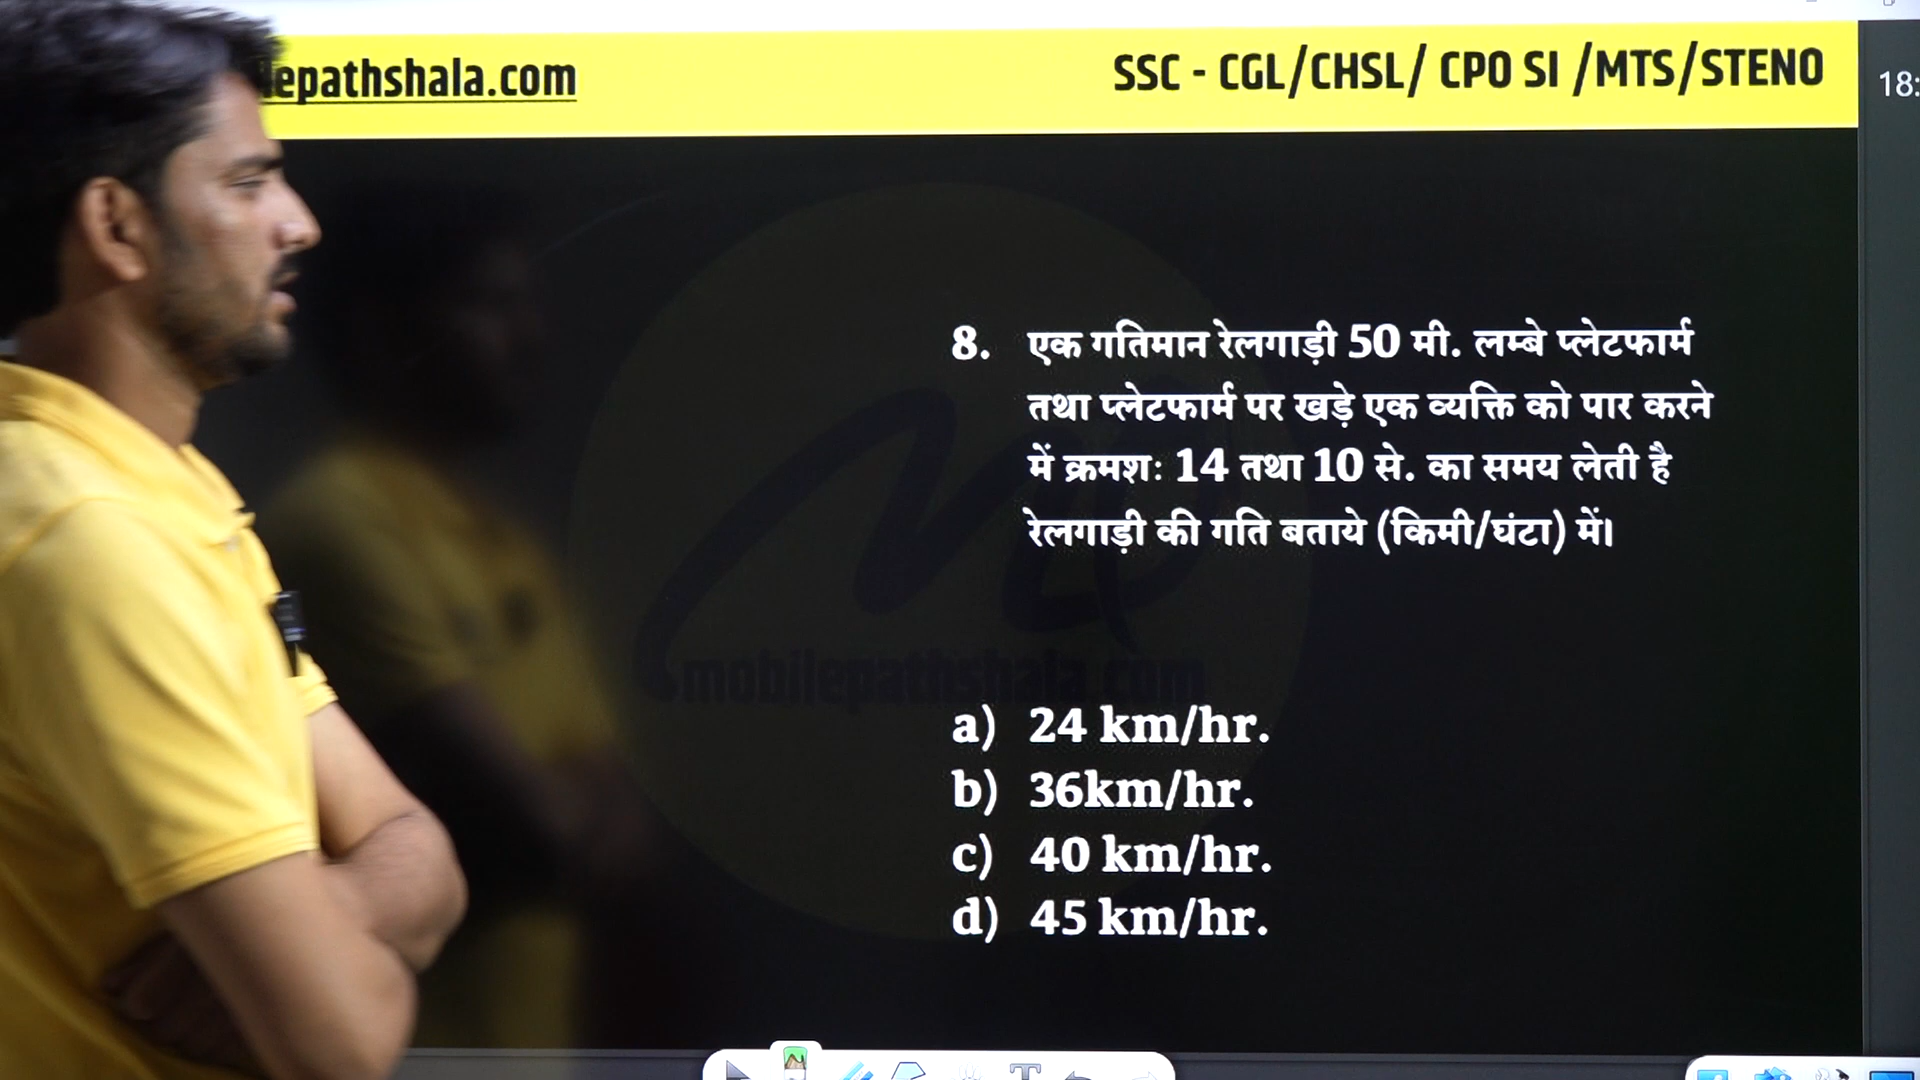 lepathshala.com
SSC - CGL/CHSL/ CPO SI /MTS/STENO
18:
8. एक गतिमान रेलगाड़ी 50 मी. लम्बे प्लेटफार्म
तथा प्लेटफार्म पर खड़े एक व्यक्ति को पार करने
में क्रमशः 14 तथा 10 से. का समय लेती है
रेलगाड़ी की गति बताये (किमी/घंटा) में।
mobilepathshala.com
a) 24 km/hr.
b) 36km/hr.
c) 40 km/hr.
d) 45 km/hr.